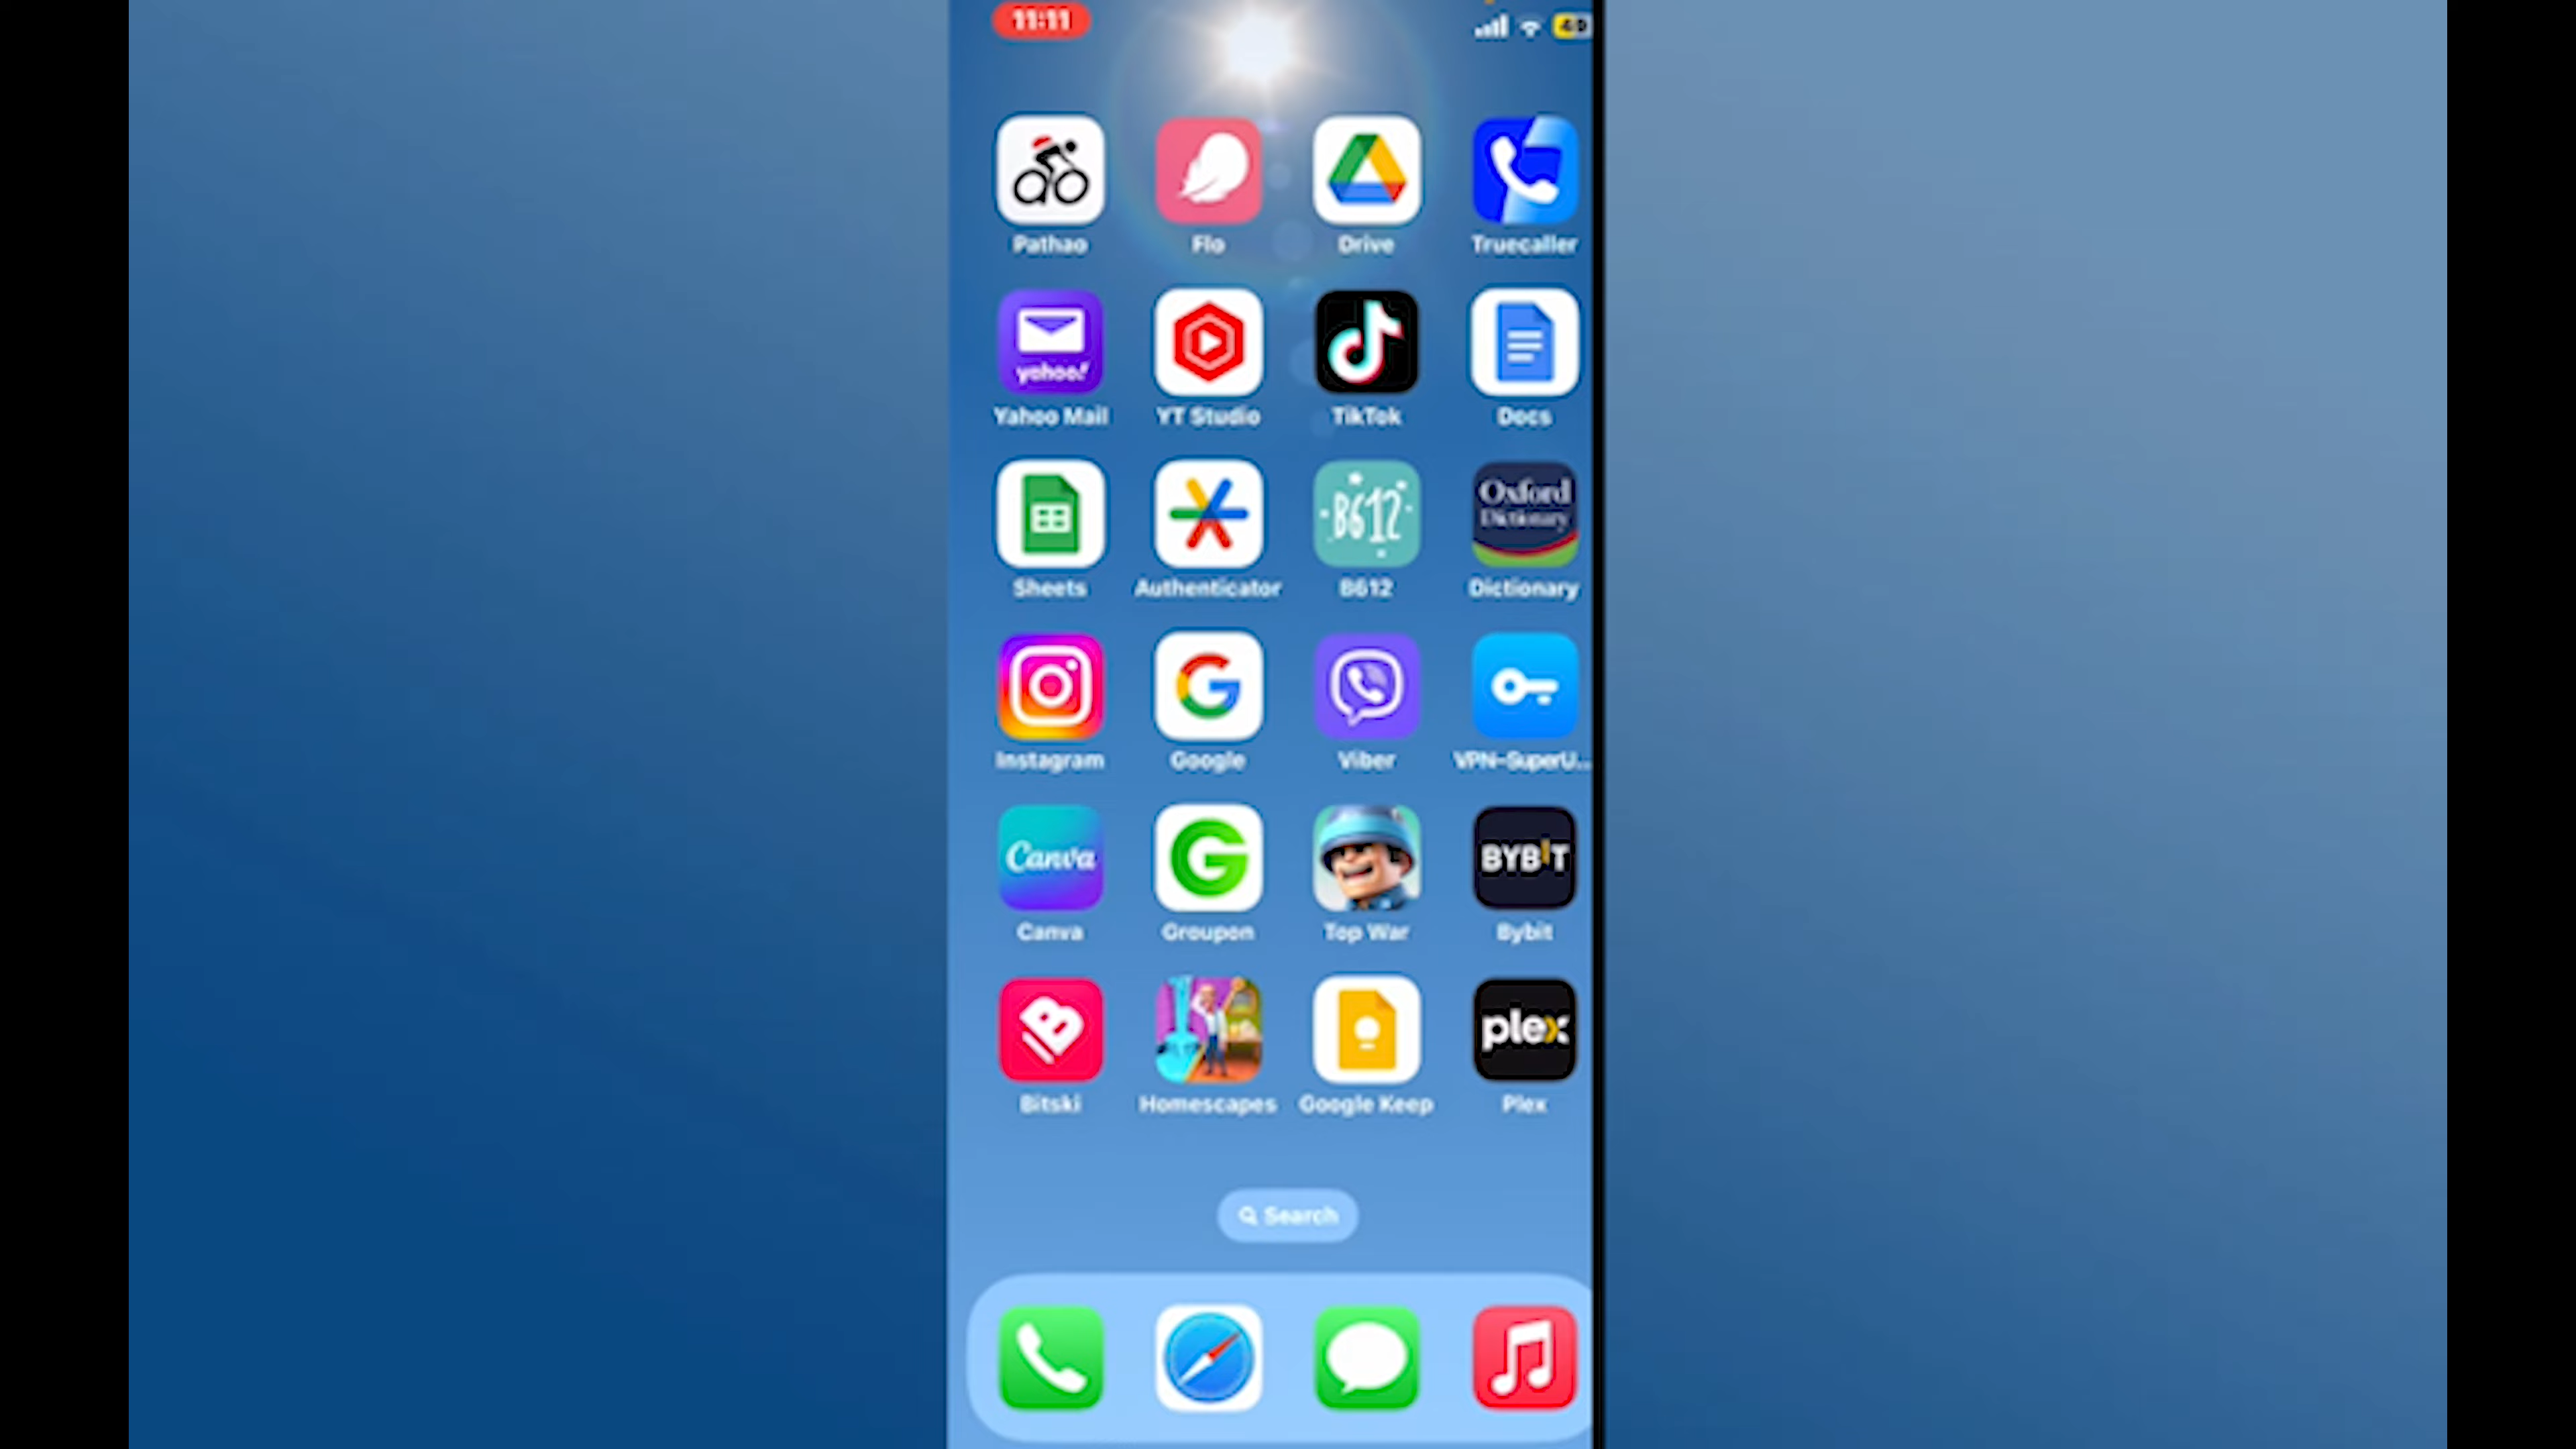 11:11
49
Pathao Flo Drive Truecaller
yahoo!
Yahoo Mail YT Studio TikTok Docs
B612 Oxford
Dictionary
Sheets Authenticator B612 Dictionary
Instagram Google Viber VPN-SuperU...
Canva BYBIT
Canva Groupon Top War Bybit
plex
Bitski Homescapes Google Keep Plex
Search